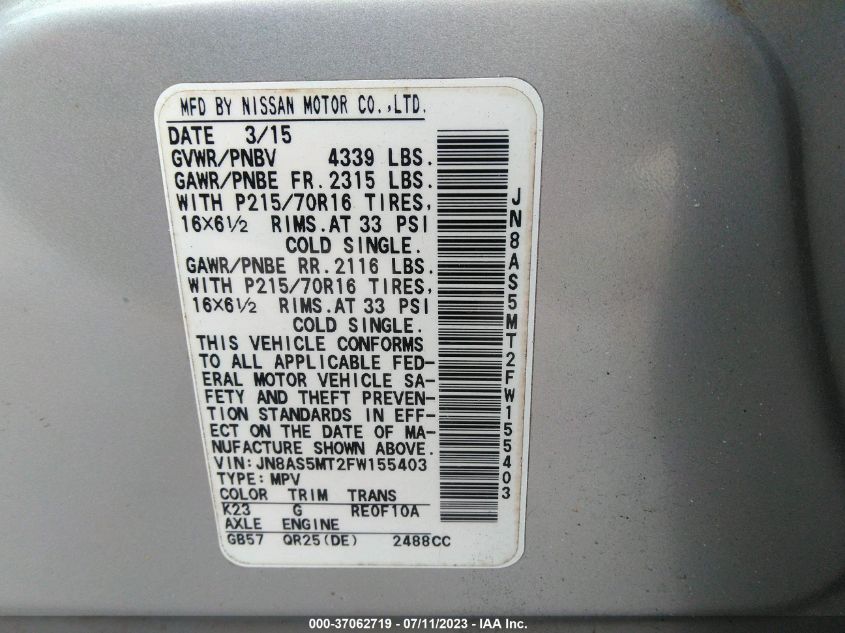 MFD BY NISSAN MOTOR CO.,LTD.
DATE 3/15
GVWR/PNBV 4339 LBS.
GAWR/PNBE FR.2315 LBS.
WITH P215/70R16 TIRES,
16X6½ RIMS.AT 33 PSI
COLD SINGLE.
GAWR/PNBE RR.2116 LBS.
WITH P215/70R16 TIRES,
16X6½ RIMS.AT 33 PSI
COLD SINGLE.
THIS VEHICLE CONFORMS
TO ALL APPLICABLE FED-
ERAL MOTOR VEHICLE SA-
FETY AND THEFT PREVEN-
TION STANDARDS IN EFF-
ECT ON THE DATE OF MA-
NUFACTURE SHOWN ABOVE.
VIN:JN8AS5MT2FW155403
TYPE:MPV
COLOR TRIM TRANS
K23 G RE0F10A
AXLE ENGINE
GB57 QR25(DE) 2488CC
JN8AS5MT2FW155403
000-37062719 - 07/11/2023 - IAA Inc.